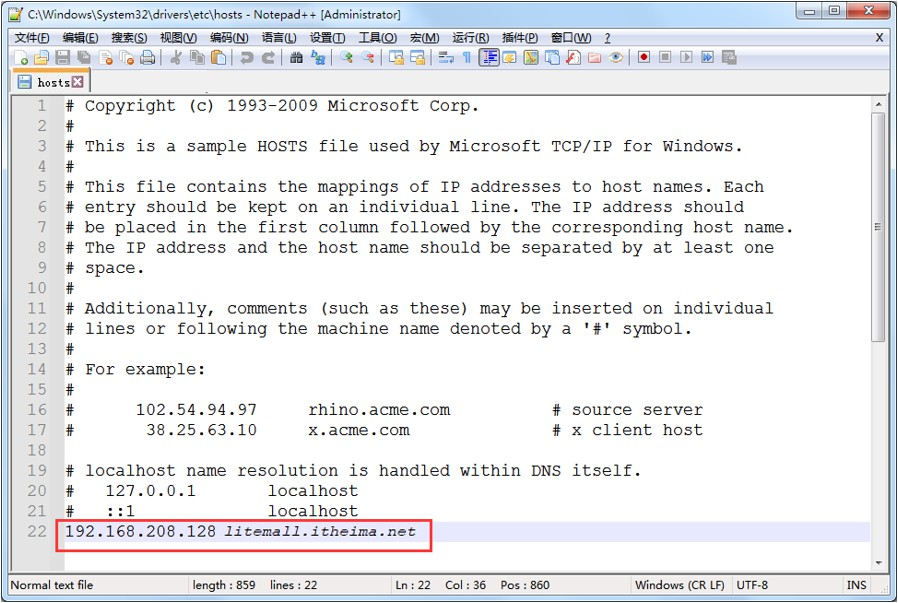 C:\Windows\System32\drivers\etc\hosts - Notepad++ [Administrator]
文件(F) 编辑(E) 搜索(S) 视图(V) 编码(N) 语言(L) 设置(T) 工具(O) 宏(M) 运行(R) 插件(P) 窗口(W) ? X
hosts
1 # Copyright (c) 1993-2009 Microsoft Corp.
2 #
3 # This is a sample HOSTS file used by Microsoft TCP/IP for Windows.
4 #
5 # This file contains the mappings of IP addresses to host names. Each
6 # entry should be kept on an individual line. The IP address should
7 # be placed in the first column followed by the corresponding host name.
8 # The IP address and the host name should be separated by at least one
9 # space.
10 #
11 # Additionally, comments (such as these) may be inserted on individual
12 # lines or following the machine name denoted by a '#' symbol.
13 #
14 # For example:
15 #
16 #      102.54.94.97     rhino.acme.com          # source server
17 #       38.25.63.10     x.acme.com              # x client host
18
19 # localhost name resolution is handled within DNS itself.
20 #   127.0.0.1       localhost
21 #   ::1             localhost
22 192.168.208.128 litemall.itheima.net
Normal text file length : 859 lines : 22 Ln : 22 Col : 36 Pos : 860 Windows (CR LF) UTF-8 INS